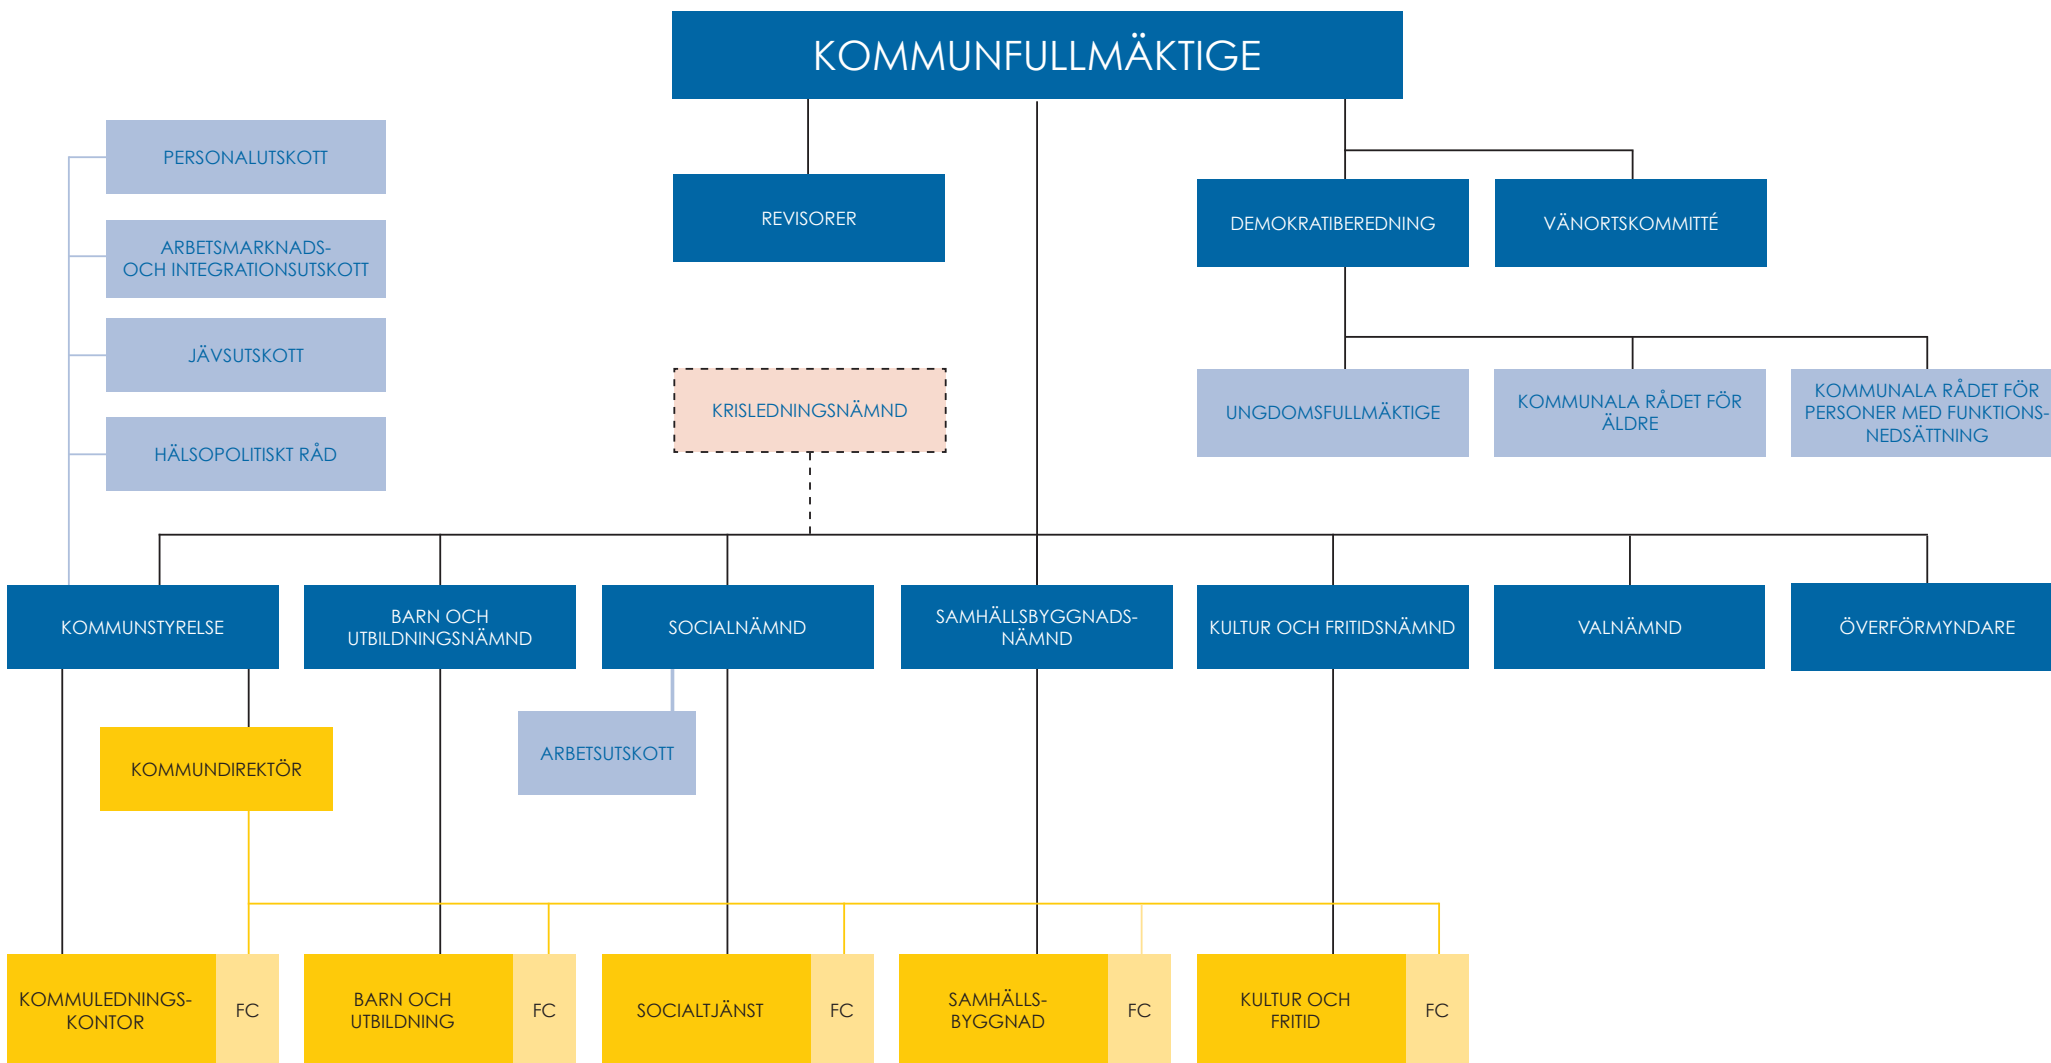 KOMMUNFULLMÄKTIGE
PERSONALUTSKOTT
ARBETSMARKNADS-
OCH INTEGRATIONSUTSKOTT
JÄVSUTSKOTT
HÄLSOPOLITISKT RÅD
REVISORER
DEMOKRATIBEREDNING
VÄNORTSKOMMITTÉ
KRISLEDNINGSNÄMND
UNGDOMSFULLMÄKTIGE
KOMMUNALA RÅDET FÖR
ÄLDRE
KOMMUNALA RÅDET FÖR
PERSONER MED FUNKTIONS-
NEDSÄTTNING
KOMMUNSTYRELSE
BARN OCH
UTBILDNINGSNÄMND
SOCIALNÄMND
SAMHÄLLSBYGGNADS-
NÄMND
KULTUR OCH FRITIDSNÄMND
VALNÄMND
ÖVERFÖRMYNDARE
KOMMUNDIREKTÖR
ARBETSUTSKOTT
KOMMULEDNINGS-
KONTOR
FC
BARN OCH
UTBILDNING
FC
SOCIALTJÄNST
FC
SAMHÄLLS-
BYGGNAD
FC
KULTUR OCH
FRITID
FC